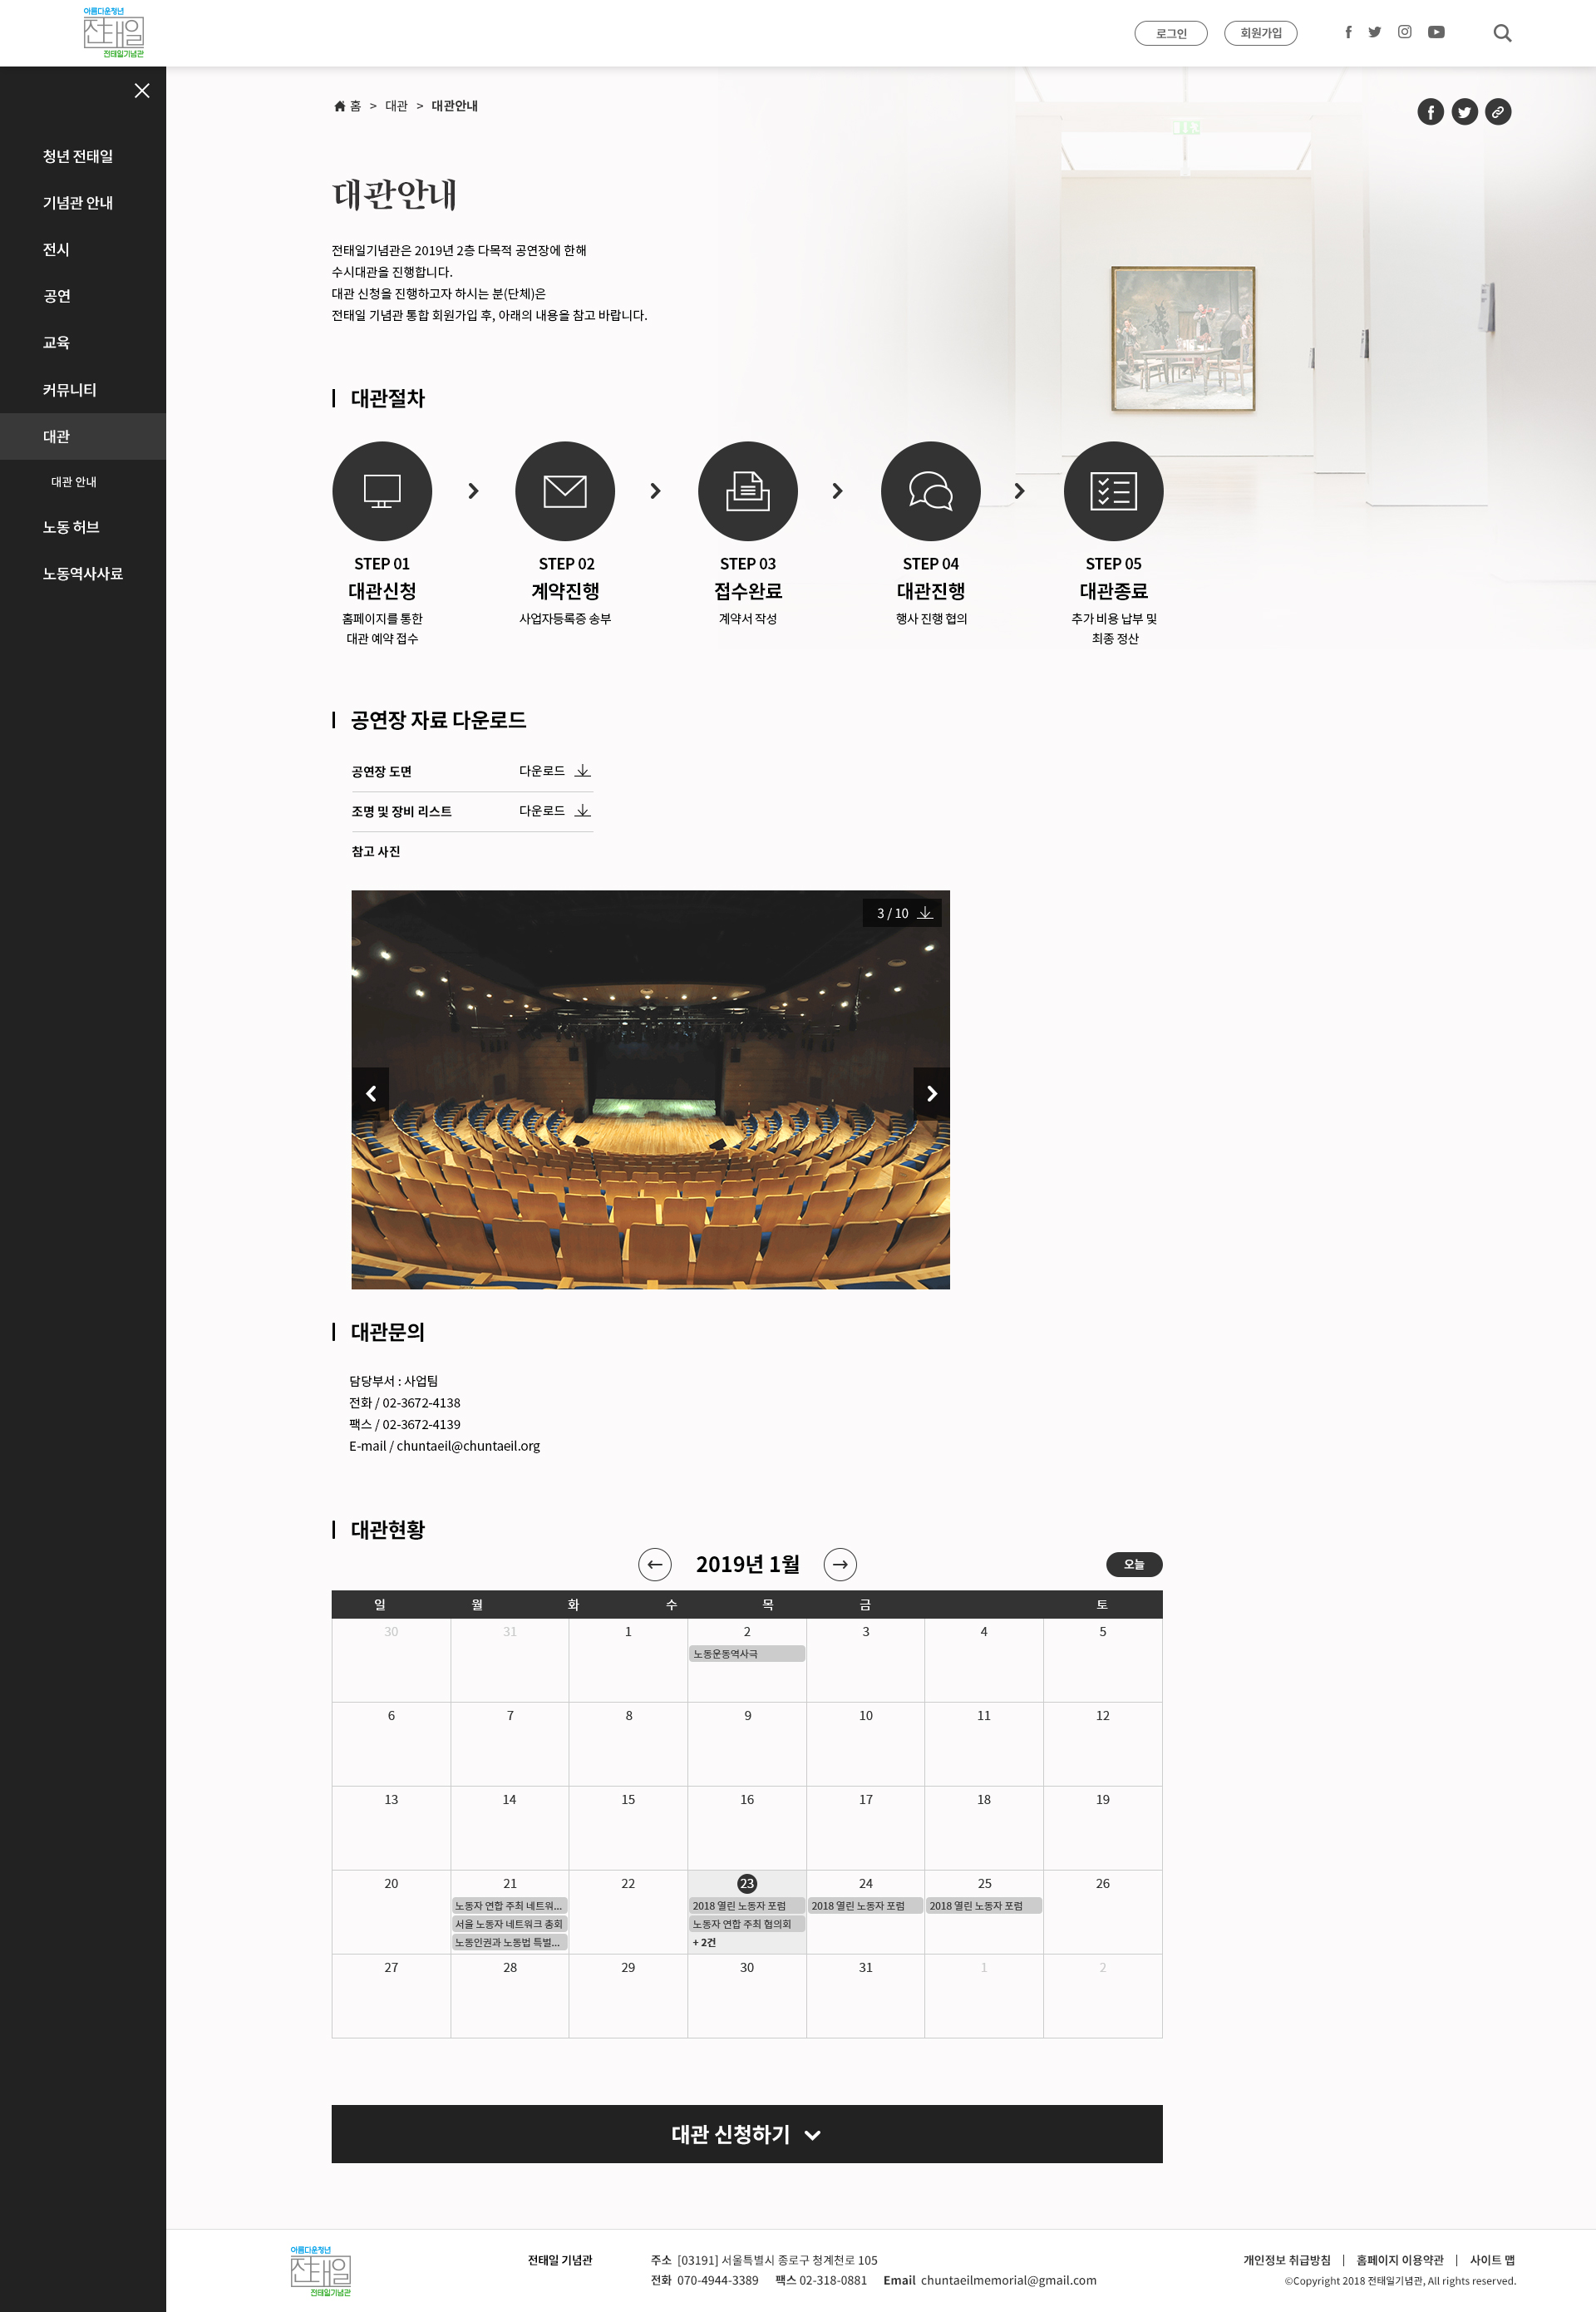 아름다운청년
전태일
전태일기념관
로그인
회원가입
청년 전태일
기념관 안내
전시
공연
교육
커뮤니티
대관
대관 안내
노동 허브
노동역사사료
홈 > 대관 > 대관안내
대관안내
전태일기념관은 2019년 2층 다목적 공연장에 한해
수시대관을 진행합니다.
대관 신청을 진행하고자 하시는 분(단체)은
전태일 기념관 통합 회원가입 후, 아래의 내용을 참고 바랍니다.
대관절차
STEP 01
대관신청
홈페이지를 통한
대관 예약 접수
STEP 02
계약진행
사업자등록증 송부
STEP 03
접수완료
계약서 작성
STEP 04
대관진행
행사 진행 협의
STEP 05
대관종료
추가 비용 납부 및
최종 정산
공연장 자료 다운로드
공연장 도면 다운로드
조명 및 장비 리스트 다운로드
참고 사진
3 / 10
대관문의
담당부서 : 사업팀
전화 / 02-3672-4138
팩스 / 02-3672-4139
E-mail / chuntaeil@chuntaeil.org
대관현황
2019년 1월
오늘
일 월 화 수 목 금 토
30 31 1 2 3 4 5
노동운동역사극
6 7 8 9 10 11 12
13 14 15 16 17 18 19
20 21 22 23 24 25 26
노동자 연합 주최 네트워... 2018 열린 노동자 포럼 2018 열린 노동자 포럼 2018 열린 노동자 포럼
서울 노동자 네트워크 총회 노동자 연합 주최 협의회
노동인권과 노동법 특별... + 2건
27 28 29 30 31 1 2
대관 신청하기
아름다운청년
전태일
전태일기념관
전태일 기념관
주소 [03191] 서울특별시 종로구 청계천로 105
전화 070-4944-3389 팩스 02-318-0881 Email chuntaeilmemorial@gmail.com
개인정보 취급방침 | 홈페이지 이용약관 | 사이트 맵
©Copyright 2018 전태일기념관, All rights reserved.